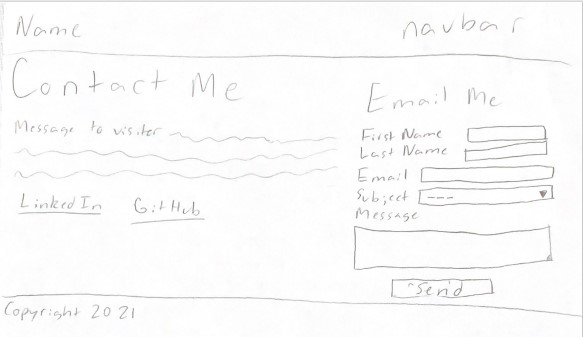 Name
navbar
Contact Me
Message to visiter
LinkedIn
GitHub
Email Me
First Name
Last Name
Email
Subject ---
Message
Send
Copyright 2021